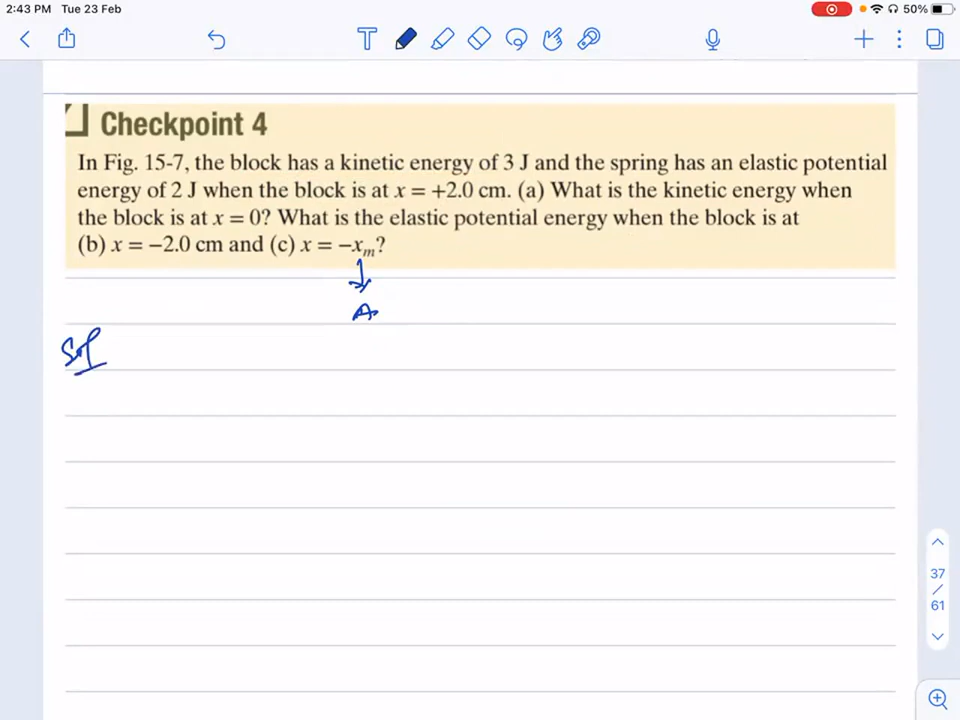 2:43 PM Tue 23 Feb
50%
Checkpoint 4
In Fig. 15-7, the block has a kinetic energy of 3 J and the spring has an elastic potential
energy of 2 J when the block is at x = +2.0 cm. (a) What is the kinetic energy when
the block is at x = 0? What is the elastic potential energy when the block is at
(b) x = −2.0 cm and (c) x = −xₘ?
A
Sol
37
/
61